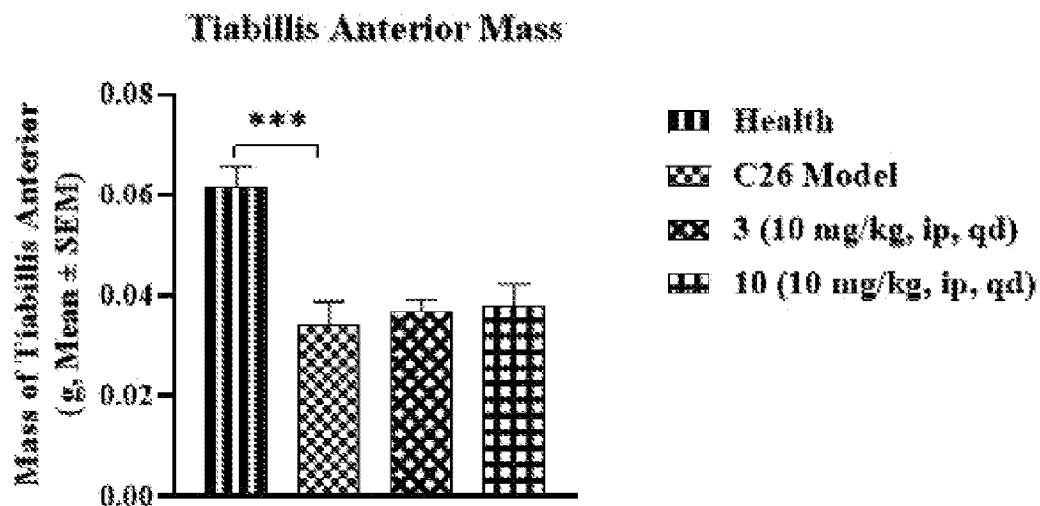 Tiabillis Anterior Mass
Mass of Tiabillis Anterior
(g, Mean ± SEM)
0.08
0.06
0.04
0.02
0.00
***
Health
C26 Model
3 (10 mg/kg, ip, qd)
10 (10 mg/kg, ip, qd)